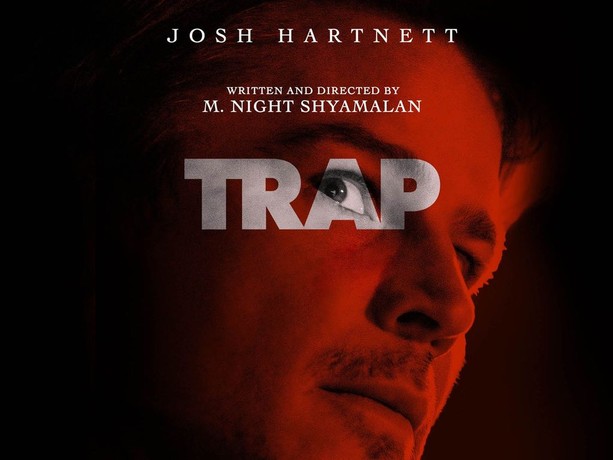 JOSH HARTNETT
WRITTEN AND DIRECTED BY
M. NIGHT SHYAMALAN
TRAP